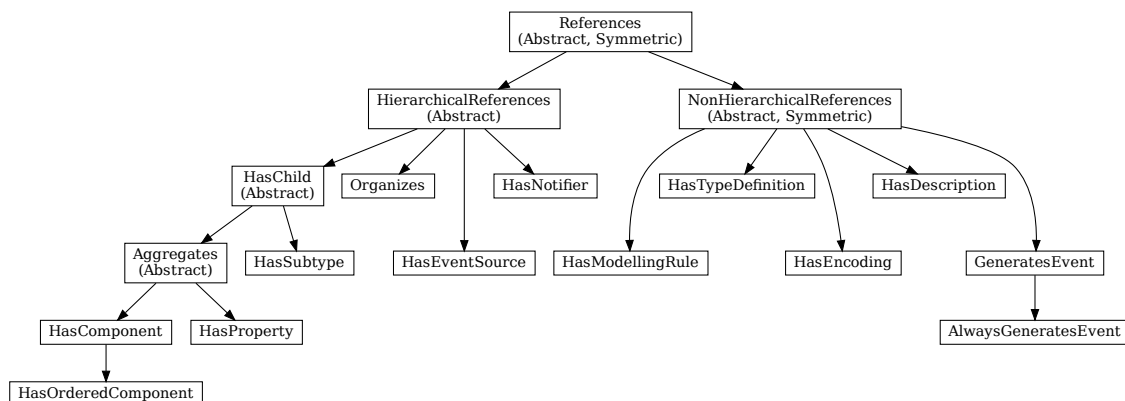 References
(Abstract, Symmetric)
HierarchicalReferences
(Abstract)
NonHierarchicalReferences
(Abstract, Symmetric)
HasChild
(Abstract)
Organizes
HasNotifier
HasTypeDefinition
HasDescription
Aggregates
(Abstract)
HasSubtype
HasEventSource
HasModellingRule
HasEncoding
GeneratesEvent
HasComponent
HasProperty
AlwaysGeneratesEvent
HasOrderedComponent